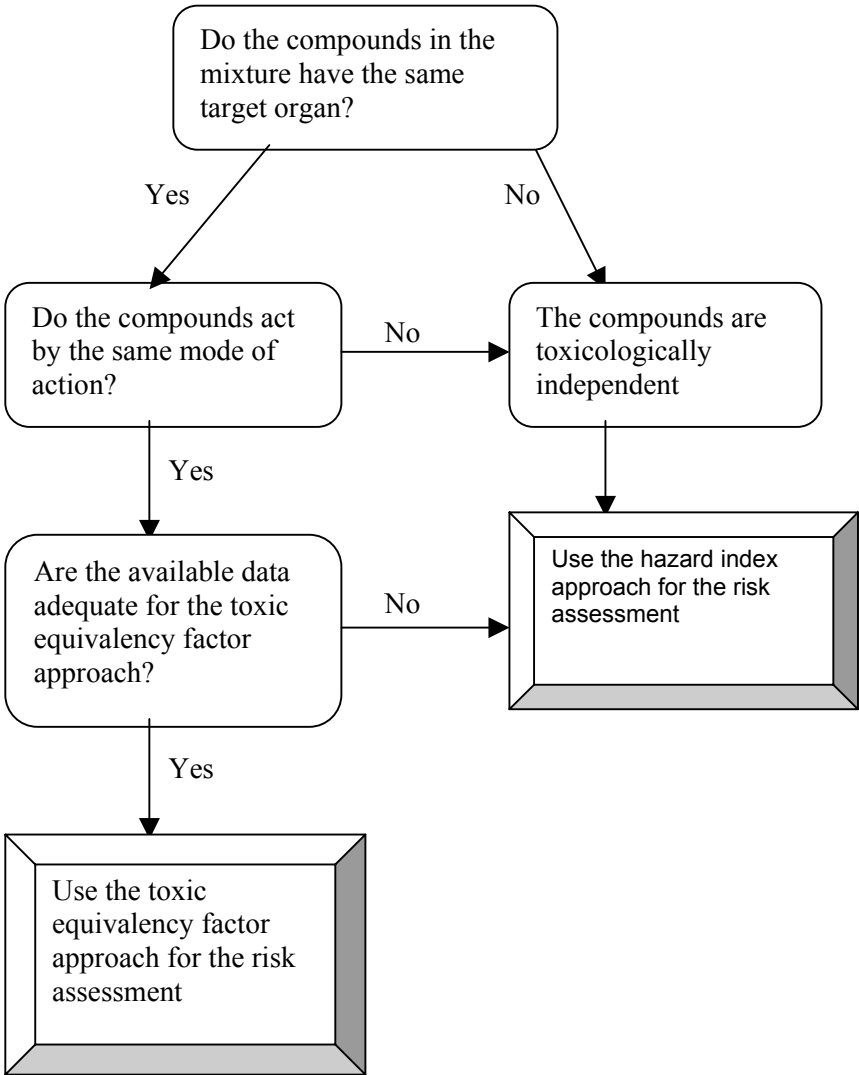 Do the compounds in the
mixture have the same
target organ?
Yes
No
Do the compounds act
by the same mode of
action?
No
The compounds are
toxicologically
independent
Yes
Are the available data
adequate for the toxic
equivalency factor
approach?
No
Use the hazard index
approach for the risk
assessment
Yes
Use the toxic
equivalency factor
approach for the risk
assessment